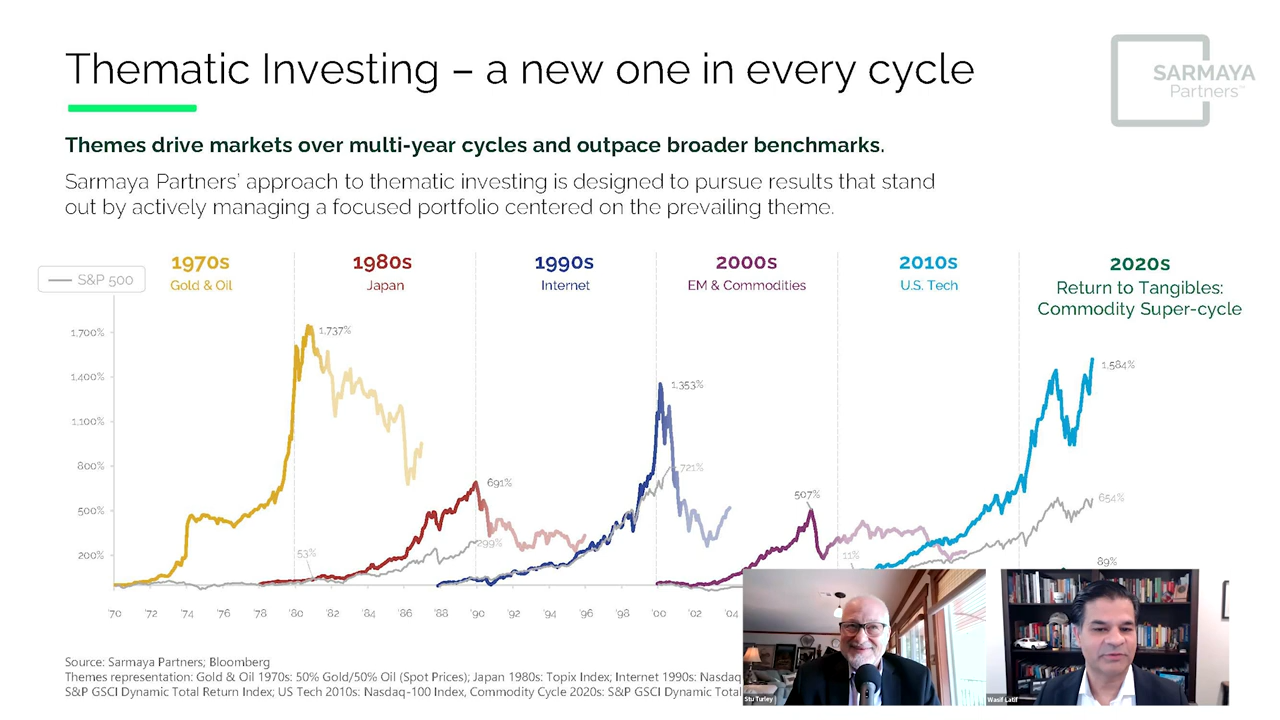 Thematic Investing – a new one in every cycle
SARMAYA
Partners™
Themes drive markets over multi-year cycles and outpace broader benchmarks.
Sarmaya Partners' approach to thematic investing is designed to pursue results that stand
out by actively managing a focused portfolio centered on the prevailing theme.
S&P 500
1970s
Gold & Oil
1980s
Japan
1990s
Internet
2000s
EM & Commodities
2010s
U.S. Tech
2020s
Return to Tangibles:
Commodity Super-cycle
1,700%
1,400%
1,100%
800%
500%
200%
1,737%
53%
691%
299%
1,353%
721%
507%
11%
1,584%
654%
89%
'70 '72 '74 '76 '78 '80 '82 '84 '86 '88 '90 '92 '94 '96 '98 '00 '02 '04
Source: Sarmaya Partners; Bloomberg
Themes representation: Gold & Oil 1970s: 50% Gold/50% Oil (Spot Prices); Japan 1980s: Topix Index; Internet 1990s: Nasdaq
S&P GSCI Dynamic Total Return Index; US Tech 2010s: Nasdaq-100 Index, Commodity Cycle 2020s: S&P GSCI Dynamic Total
Stu Turley
Wasif Latif